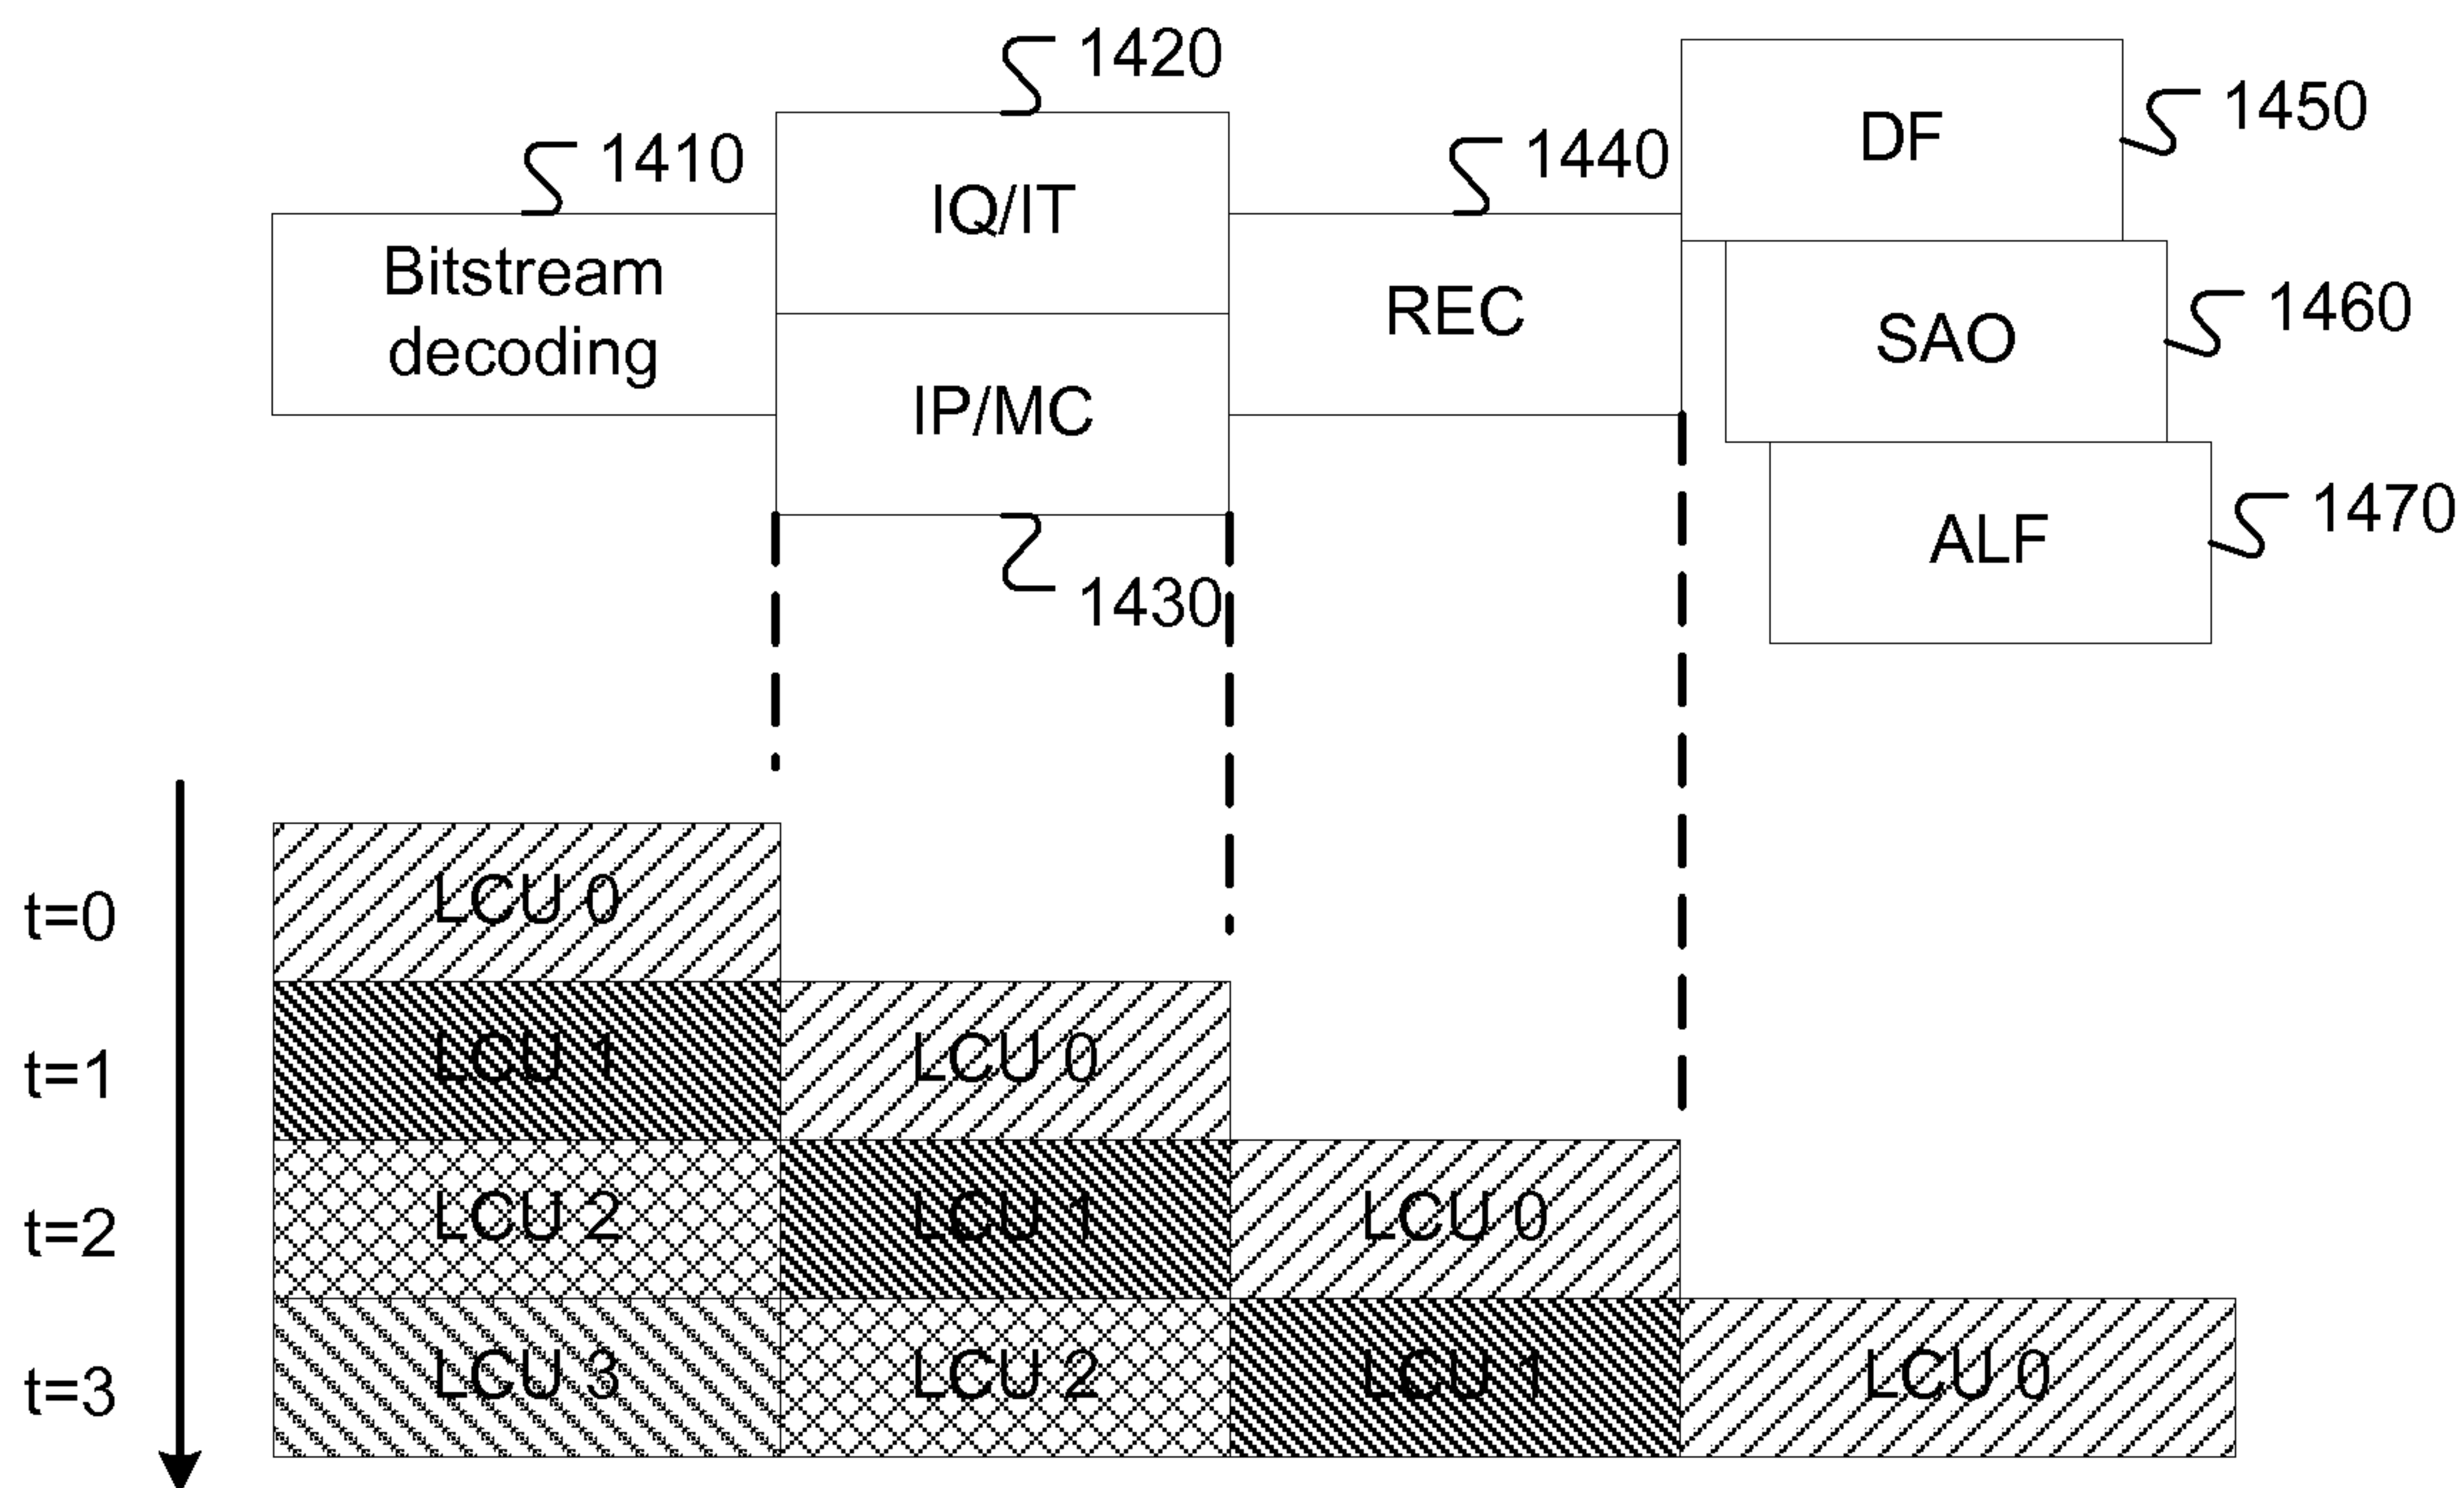 1420
1450
1410
1440
DF
IQ/IT
Bitstream
decoding
REC
1460
SAO
IP/MC
1470
ALF
1430
t=0
LCU 0
t=1
LCU 1
LCU 0
t=2
LCU 2
LCU 1
LCU 0
t=3
LCU 3
LCU 2
LCU 1
LCU 0